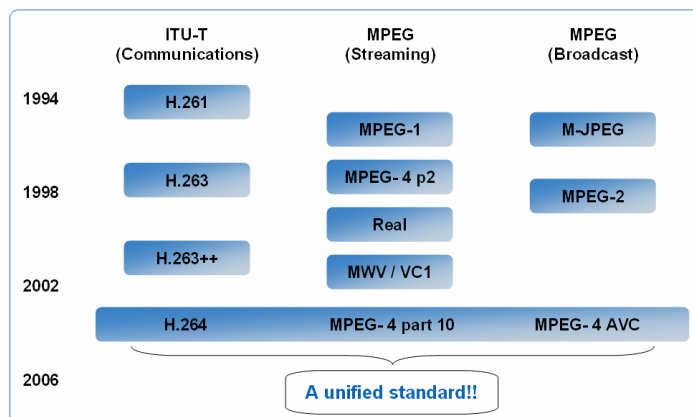 ITU-T
(Communications)
MPEG
(Streaming)
MPEG
(Broadcast)
1994
H.261
MPEG-1
M-JPEG
H.263
MPEG- 4 p2
1998
MPEG-2
Real
H.263++
MWV / VC1
2002
H.264
MPEG- 4 part 10
MPEG- 4 AVC
2006
A unified standard!!